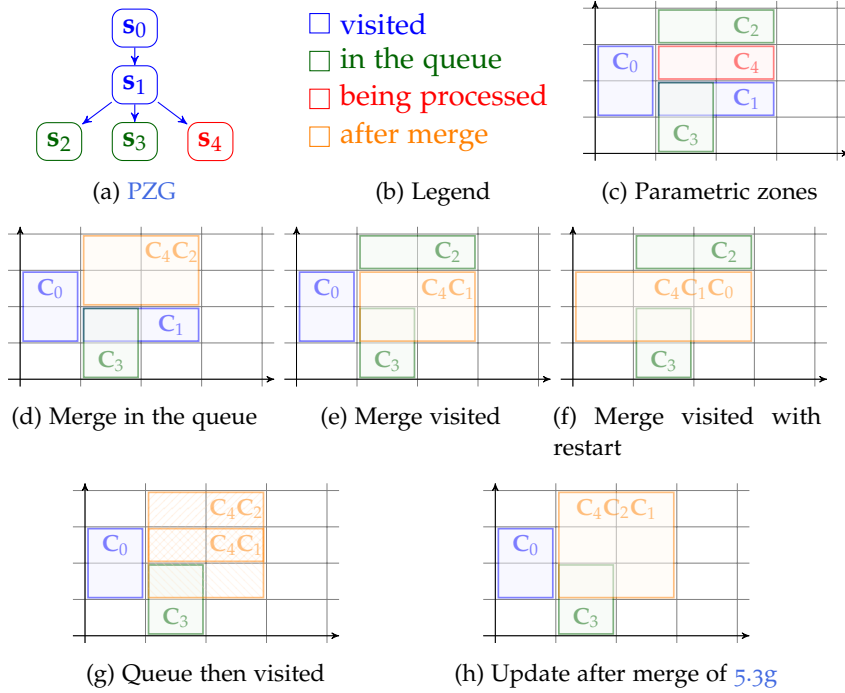 s0
s1
s2 s3 s4
(a) PZG
visited
in the queue
being processed
after merge
(b) Legend
C2
C0 C4
C1
C3
(c) Parametric zones
C4C2
C0
C1
C3
(d) Merge in the queue
C2
C0 C4C1
C3
(e) Merge visited
C2
C4C1C0
C3
(f) Merge visited with
restart
C4C2
C0 C4C1
C3
(g) Queue then visited
C4C2C1
C0
C3
(h) Update after merge of 5.3g